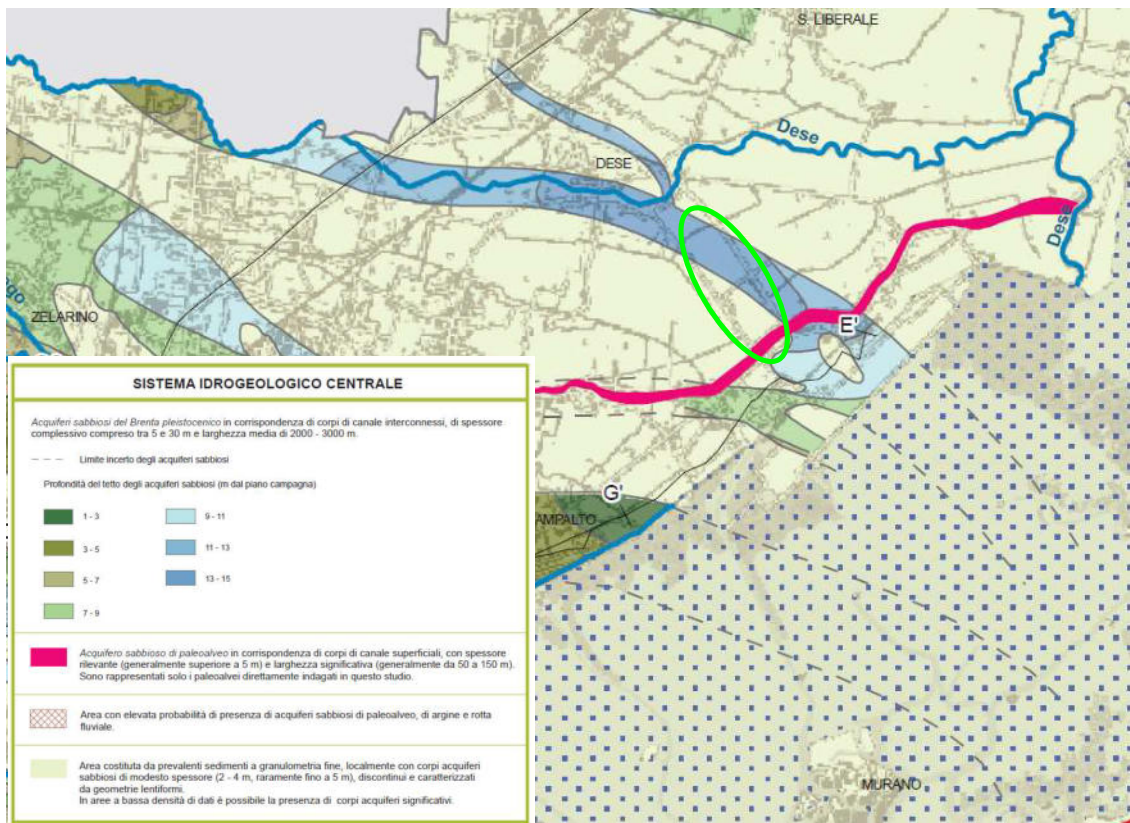 S. LIBERALE
Dese
DESE
Dese
ZELARINO
E'
G'
AMPALTO
MURANO
SISTEMA IDROGEOLOGICO CENTRALE
Acquiferi sabbiosi del Brenta pleistocenico in corrispondenza di corpi di canale interconnessi, di spessore
complessivo compreso tra 5 e 30 m e larghezza media di 2000 - 3000 m.
Limite incerto degli acquiferi sabbiosi
Profondità del tetto degli acquiferi sabbiosi (m dal piano campagna)
1 - 3
9 - 11
3 - 5
11 - 13
5 - 7
13 - 15
7 - 9
Acquifero sabbioso di paleoalveo in corrispondenza di corpi di canale superficiali, con spessore
rilevante (generalmente superiore a 5 m) e larghezza significativa (generalmente da 50 a 150 m).
Sono rappresentati solo i paleoalvei direttamente indagati in questo studio.
Area con elevata probabilità di presenza di acquiferi sabbiosi di paleoalveo, di argine e rotta
fluviale.
Area costituta da prevalenti sedimenti a granulometria fine, localmente con corpi acquiferi
sabbiosi di modesto spessore (2 - 4 m, raramente fino a 5 m), discontinui e caratterizzati
da geometrie lentiformi.
In aree a bassa densità di dati è possibile la presenza di corpi acquiferi significativi.